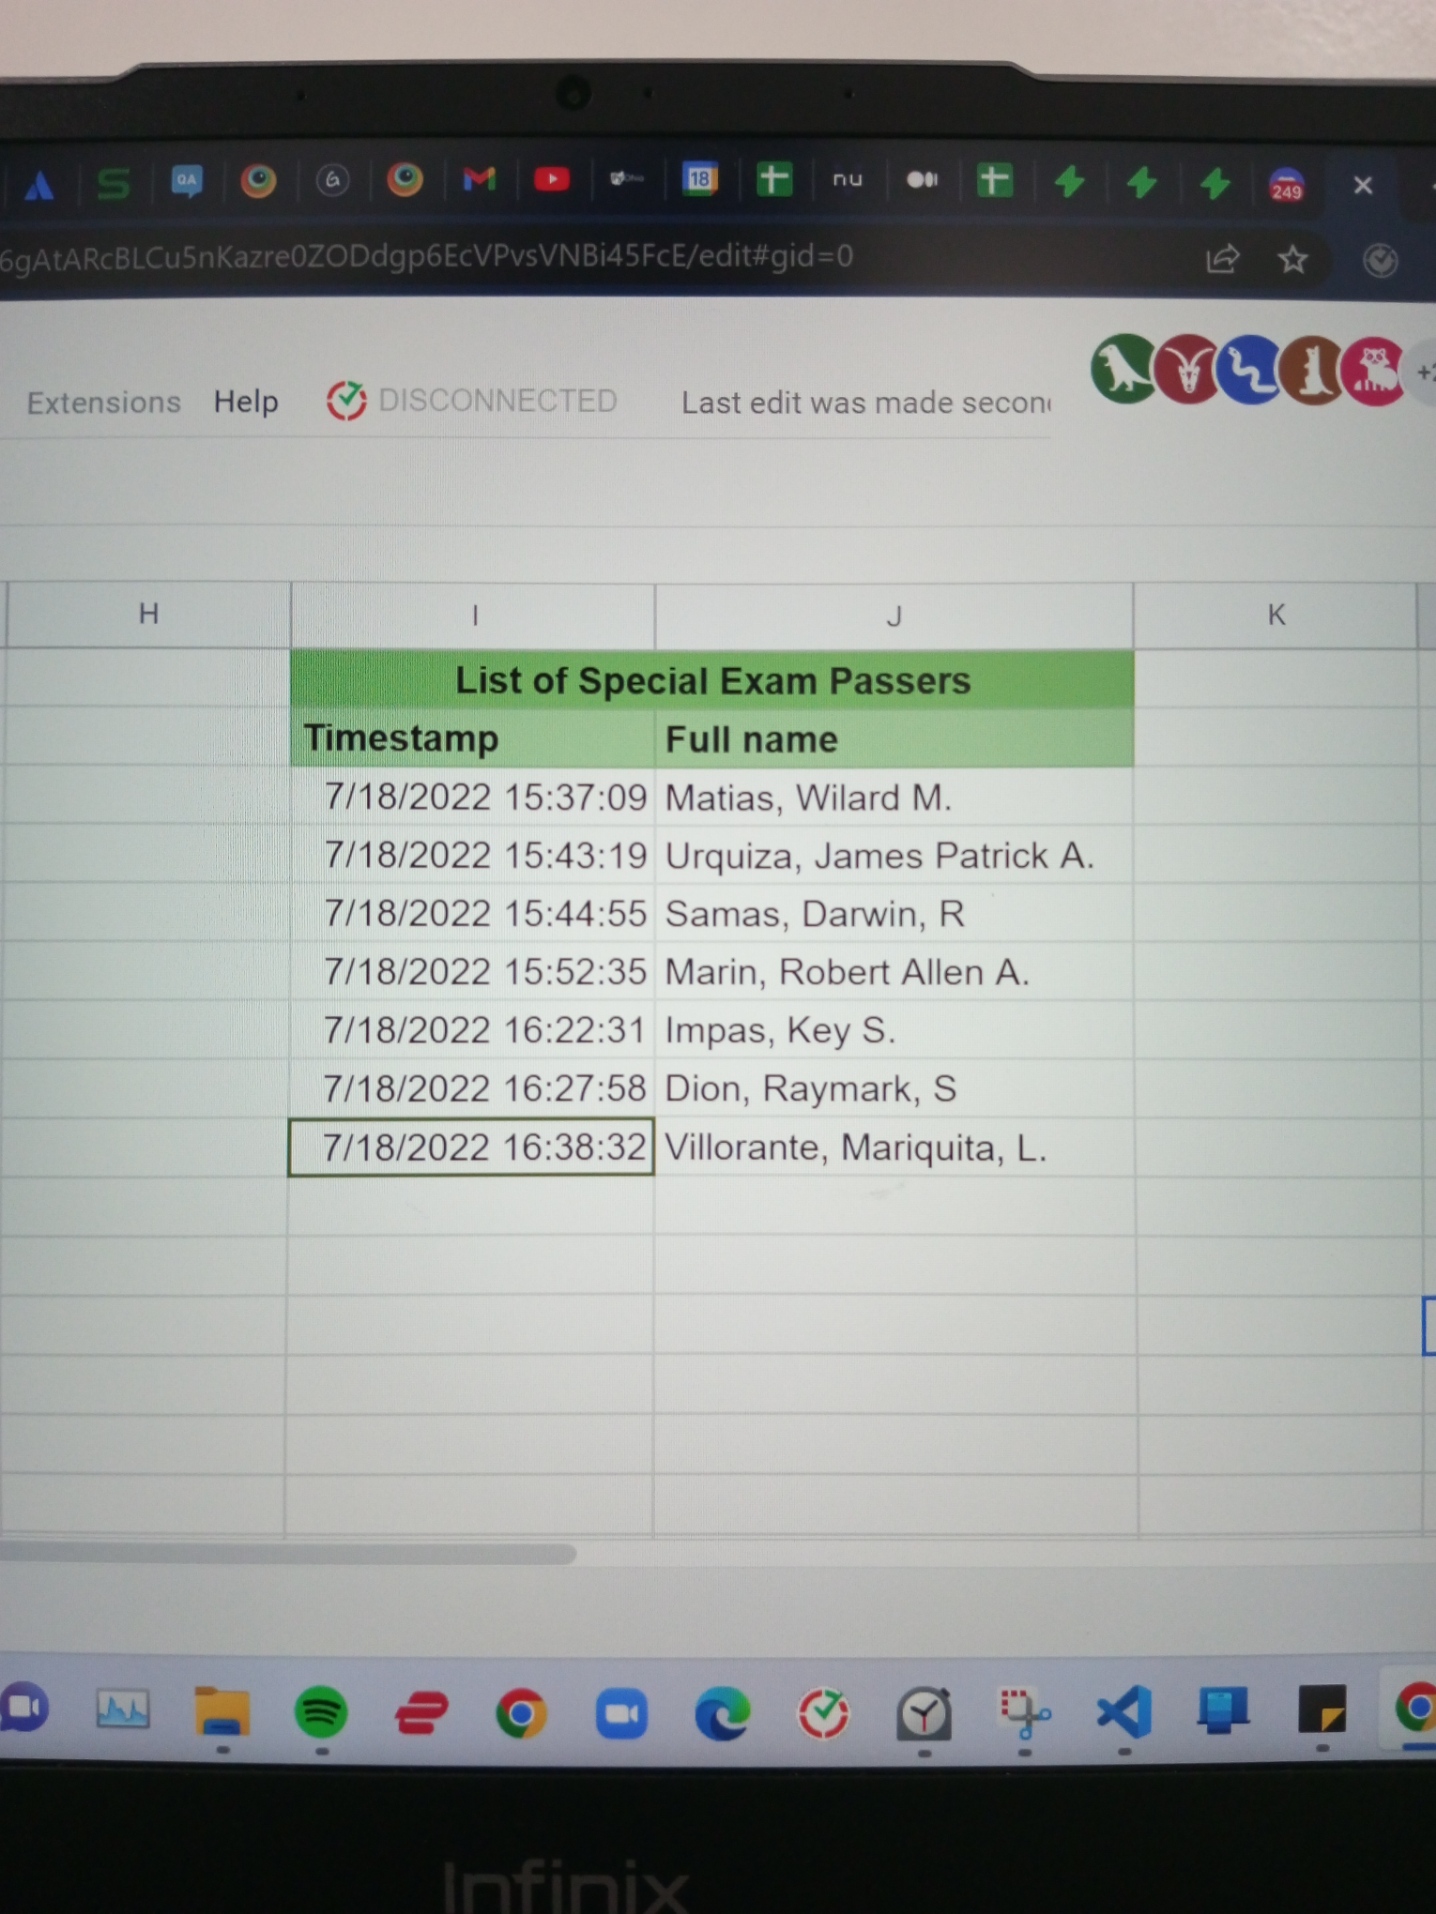 QA
18
nu
249
6gAtARcBLCu5nKazre0ZODdgp6EcVPvsVNBi45FcE/edit#gid=0
Extensions Help DISCONNECTED Last edit was made secon
H I J K
List of Special Exam Passers
Timestamp Full name
7/18/2022 15:37:09 Matias, Wilard M.
7/18/2022 15:43:19 Urquiza, James Patrick A.
7/18/2022 15:44:55 Samas, Darwin, R
7/18/2022 15:52:35 Marin, Robert Allen A.
7/18/2022 16:22:31 Impas, Key S.
7/18/2022 16:27:58 Dion, Raymark, S
7/18/2022 16:38:32 Villorante, Mariquita, L.
Infinix